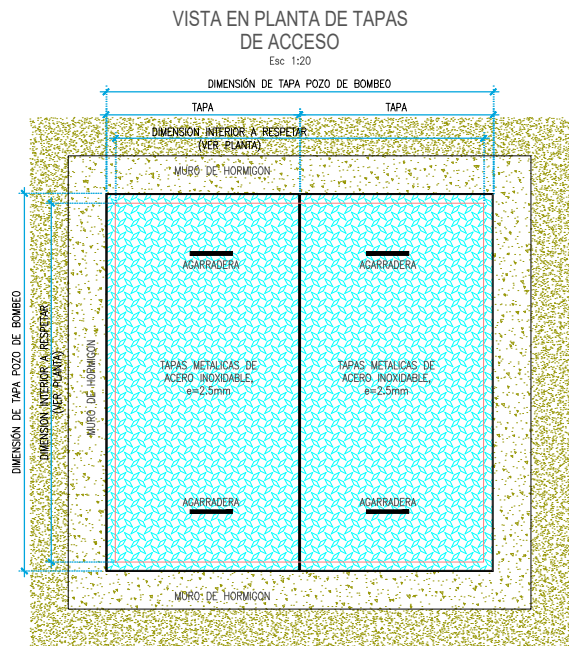 VISTA EN PLANTA DE TAPAS
DE ACCESO
Esc 1:20
DIMENSIÓN DE TAPA POZO DE BOMBEO
TAPA
TAPA
DIMENSION INTERIOR A RESPETAR
(VER PLANTA)
MURO DE HORMIGON
DIMENSIÓN DE TAPA POZO DE BOMBEO
DIMENSION INTERIOR A RESPETAR
(VER PLANTA)
MURO DE HORMIGON
AGARRADERA
AGARRADERA
TAPAS METALICAS DE
ACERO INOXIDABLE,
e=2.5mm
TAPAS METALICAS DE
ACERO INOXIDABLE,
e=2.5mm
AGARRADERA
AGARRADERA
MURO DE HORMIGON